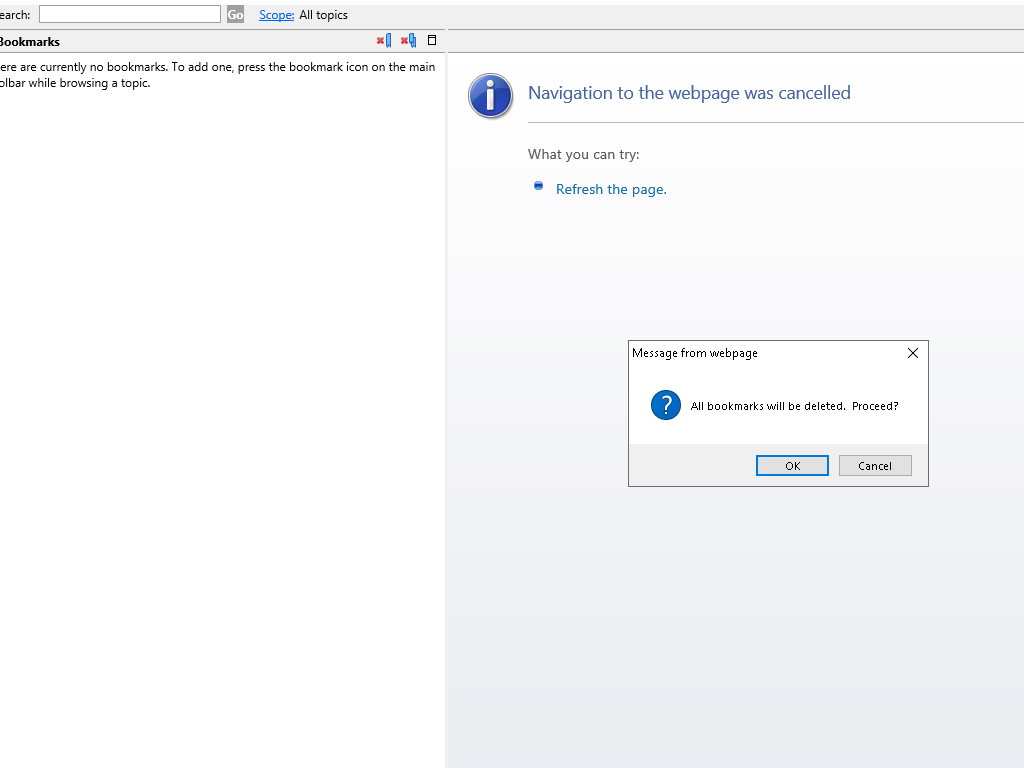 earch: Go Scope: All topics
Bookmarks
ere are currently no bookmarks. To add one, press the bookmark icon on the main
olbar while browsing a topic.
Navigation to the webpage was cancelled
What you can try:
Refresh the page.
Message from webpage
All bookmarks will be deleted. Proceed?
OK Cancel